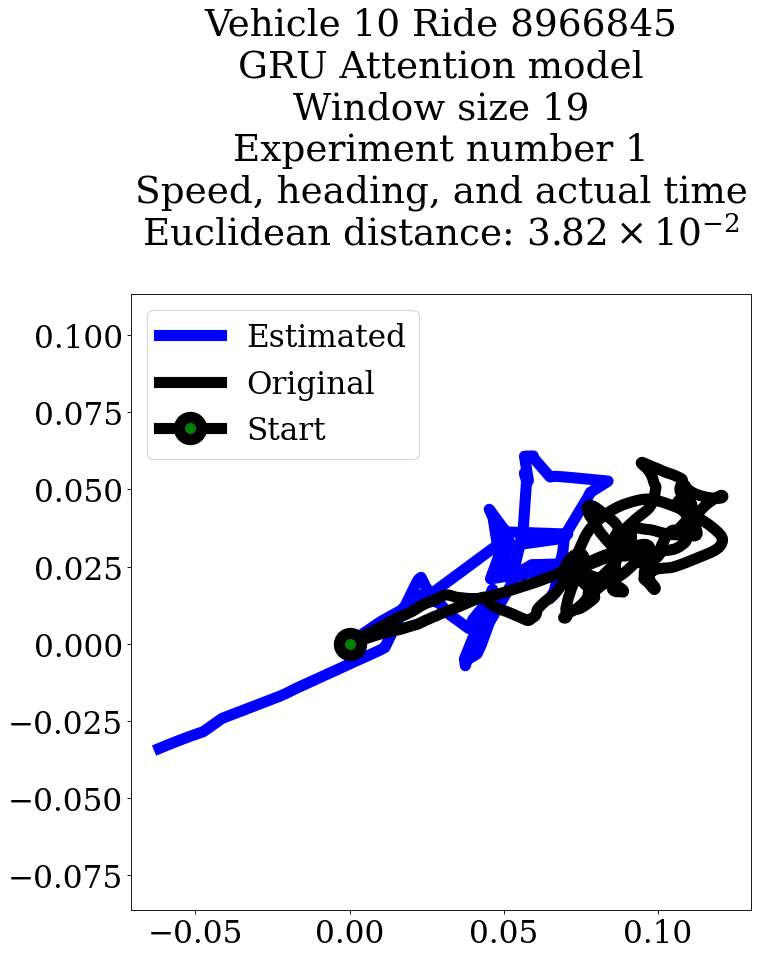 Vehicle 10 Ride 8966845
GRU Attention model
Window size 19
Experiment number 1
Speed, heading, and actual time
Euclidean distance: 3.82 × 10⁻²
Estimated
Original
Start
0.100
0.075
0.050
0.025
0.000
−0.025
−0.050
−0.075
−0.05 0.00 0.05 0.10